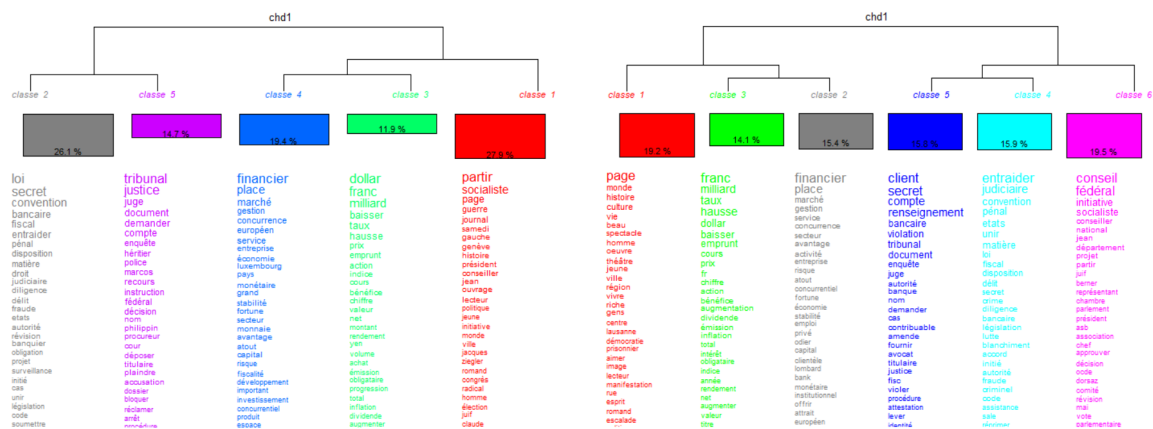 chd1
classe 2
classe 5
classe 4
classe 3
classe 1
26.1 %
14.7 %
19.4 %
11.9 %
27.9 %
loi
secret
convention
bancaire
fiscal
entraider
pénal
disposition
matière
droit
judiciaire
diligence
délit
fraude
etats
autorité
révision
banquier
obligation
projet
surveillance
initié
cas
unir
législation
code
soumettre
tribunal
justice
juge
document
demander
compte
enquête
héritier
police
marcos
recours
instruction
fédéral
décision
nom
philippin
procureur
cour
déposer
titulaire
plaindre
accusation
dossier
bloquer
réclamer
arrêt
procédure
financier
place
marché
gestion
concurrence
européen
service
entreprise
économie
luxembourg
pays
monétaire
grand
stabilité
fortune
secteur
monnaie
avantage
atout
capital
risque
fiscalité
développement
important
investissement
concurrentiel
produit
espace
dollar
franc
milliard
baisser
taux
hausse
prix
emprunt
action
indice
cours
bénéfice
chiffre
valeur
net
montant
rendement
yen
volume
achat
émission
obligataire
progression
total
inflation
dividende
augmenter
partir
socialiste
page
guerre
journal
samedi
gauche
genève
histoire
président
conseiller
jean
ouvrage
lecteur
politique
jeune
initiative
monde
ville
jacques
ziegler
romand
congrès
radical
homme
élection
juif
claude
chd1
classe 1
classe 3
classe 2
classe 5
classe 4
classe 6
19.2 %
14.1 %
15.4 %
15.9 %
19.5 %
page
monde
histoire
culture
vie
beau
spectacle
homme
oeuvre
théâtre
jeune
ville
région
vivre
riche
gens
centre
lausanne
démocratie
prisonnier
aimer
image
lecteur
manifestation
rue
esprit
romand
escalade
franc
milliard
taux
hausse
dollar
baisser
emprunt
cours
prix
fr
chiffre
action
bénéfice
augmentation
dividende
émission
inflation
total
intérêt
obligataire
indice
année
rendement
net
augmenter
valeur
titre
financier
place
marché
gestion
service
concurrence
secteur
avantage
activité
entreprise
risque
atout
concurrentiel
fortune
économie
stabilité
emploi
privé
odier
capital
clientèle
lombard
bank
monétaire
institutionnel
offrir
attrait
européen
client
secret
compte
renseignement
bancaire
violation
tribunal
document
enquête
juge
autorité
banque
nom
demander
cas
contribuable
amende
fournir
avocat
titulaire
justice
fisc
violer
procédure
attestation
lever
identité
entraider
judiciaire
convention
pénal
etats
unir
matière
loi
fiscal
disposition
délit
secret
crime
diligence
bancaire
législation
lutte
blanchiment
accord
initié
autorité
fraude
criminel
code
assistance
sale
réprimer
conseil
fédéral
initiative
socialiste
conseiller
national
jean
département
projet
partir
juif
berner
représentant
chambre
parlement
président
asb
association
chef
approuver
décision
code
dorsaz
comité
révision
mai
vote
parlementaire